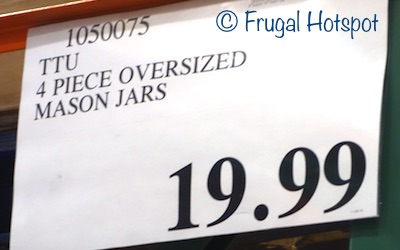 © Frugal Hotspot
1050075
TTU
4 PIECE OVERSIZED
MASON JARS
19.99